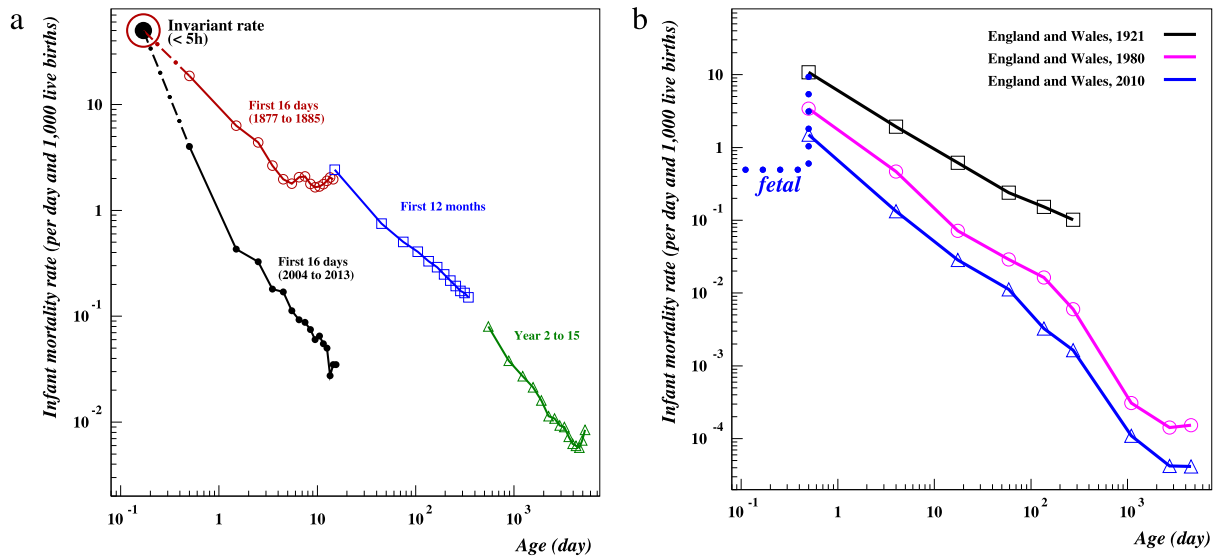 a
Infant mortality rate (per day and 1,000 live births)
Invariant rate
(< 5h)
First 16 days
(1877 to 1885)
First 12 months
First 16 days
(2004 to 2013)
Year 2 to 15
10
1
10⁻¹
10⁻²
10⁻¹ 1 10 10² 10³
Age (day)
b
Infant mortality rate (per day and 1,000 live births)
England and Wales, 1921
England and Wales, 1980
England and Wales, 2010
fetal
10
1
10⁻¹
10⁻²
10⁻³
10⁻⁴
10⁻¹ 1 10 10² 10³
Age (day)